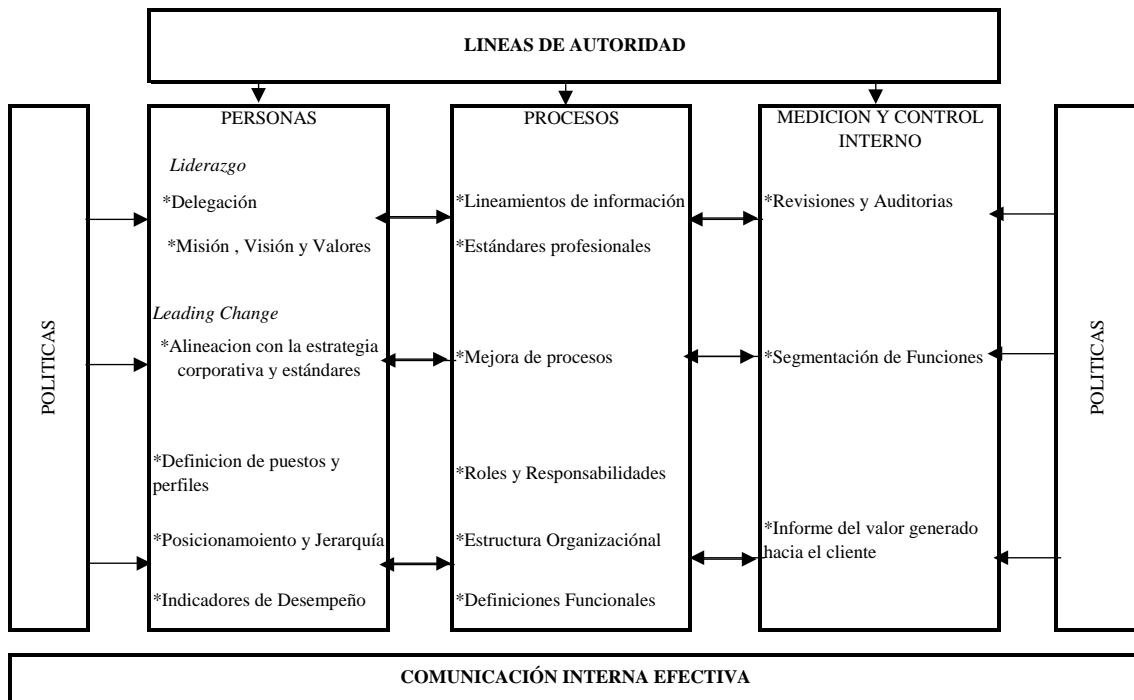 LINEAS DE AUTORIDAD
POLITICAS
PERSONAS
Liderazgo
*Delegación
*Misión , Visión y Valores
Leading Change
*Alineacion con la estrategia
corporativa y estándares
*Definicion de puestos y
perfiles
*Posicionamoiento y Jerarquía
*Indicadores de Desempeño
PROCESOS
*Lineamientos de información
*Estándares profesionales
*Mejora de procesos
*Roles y Responsabilidades
*Estructura Organizaciónal
*Definiciones Funcionales
MEDICION Y CONTROL
INTERNO
*Revisiones y Auditorias
*Segmentación de Funciones
*Informe del valor generado
hacia el cliente
POLITICAS
COMUNICACIÓN INTERNA EFECTIVA